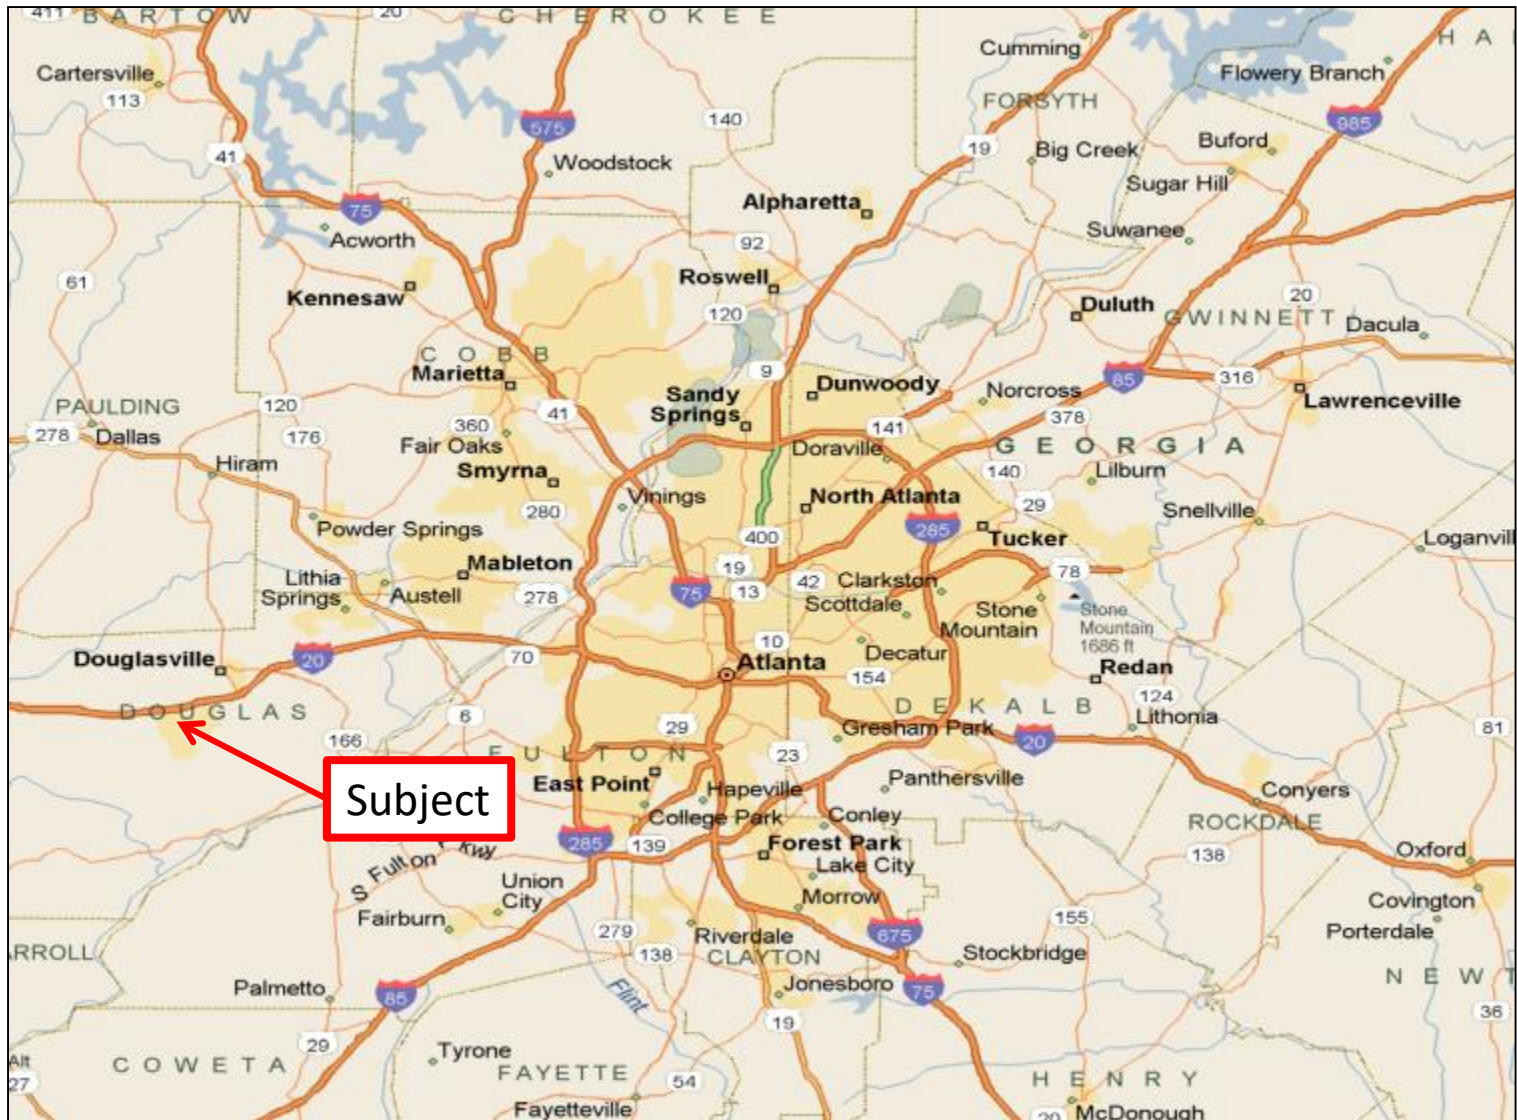 411
BARTOW
20
CHEROKEE
Cumming
HA
Cartersville
113
Flowery Branch
FORSYTH
575
140
985
41
Woodstock
19
Big Creek
Buford
Sugar Hill
75
Alpharetta
Acworth
92
Suwanee
61
Kennesaw
Roswell
120
Duluth
20
GWINNETT
Dacula
COBB
Marietta
9
Dunwoody
85
316
Sandy
Springs
Norcross
Lawrenceville
PAULDING
120
41
378
278
Dallas
176
360
Fair Oaks
141
Doraville
GEORGIA
Hiram
Smyrna
140
Lilburn
Vinings
North Atlanta
29
Snellville
280
Powder Springs
285
Tucker
400
Loganvill
Mableton
19
Lithia
Springs
Austell
278
75
13
42
Clarkston
78
Scottdale
Stone
Mountain
Stone
Mountain
1686 ft
10
Douglasville
20
70
Atlanta
Decatur
Redan
154
124
DOUGLAS
6
DEKALB
Lithonia
166
29
Gresham Park
20
81
FULTON
23
Subject
East Point
Hapeville
Panthersville
Conyers
College Park
Conley
ROCKDALE
285
139
Forest Park
138
Oxford
S Fulton Pkwy
Lake City
Union
City
Morrow
Covington
Fairburn
155
279
675
Porterdale
RROLL
138
Riverdale
CLAYTON
Stockbridge
Palmetto
85
Flint
Jonesboro
75
NEWT
19
36
29
Alt
27
COWETA
Tyrone
FAYETTE
54
HENRY
Fayetteville
20
McDonough